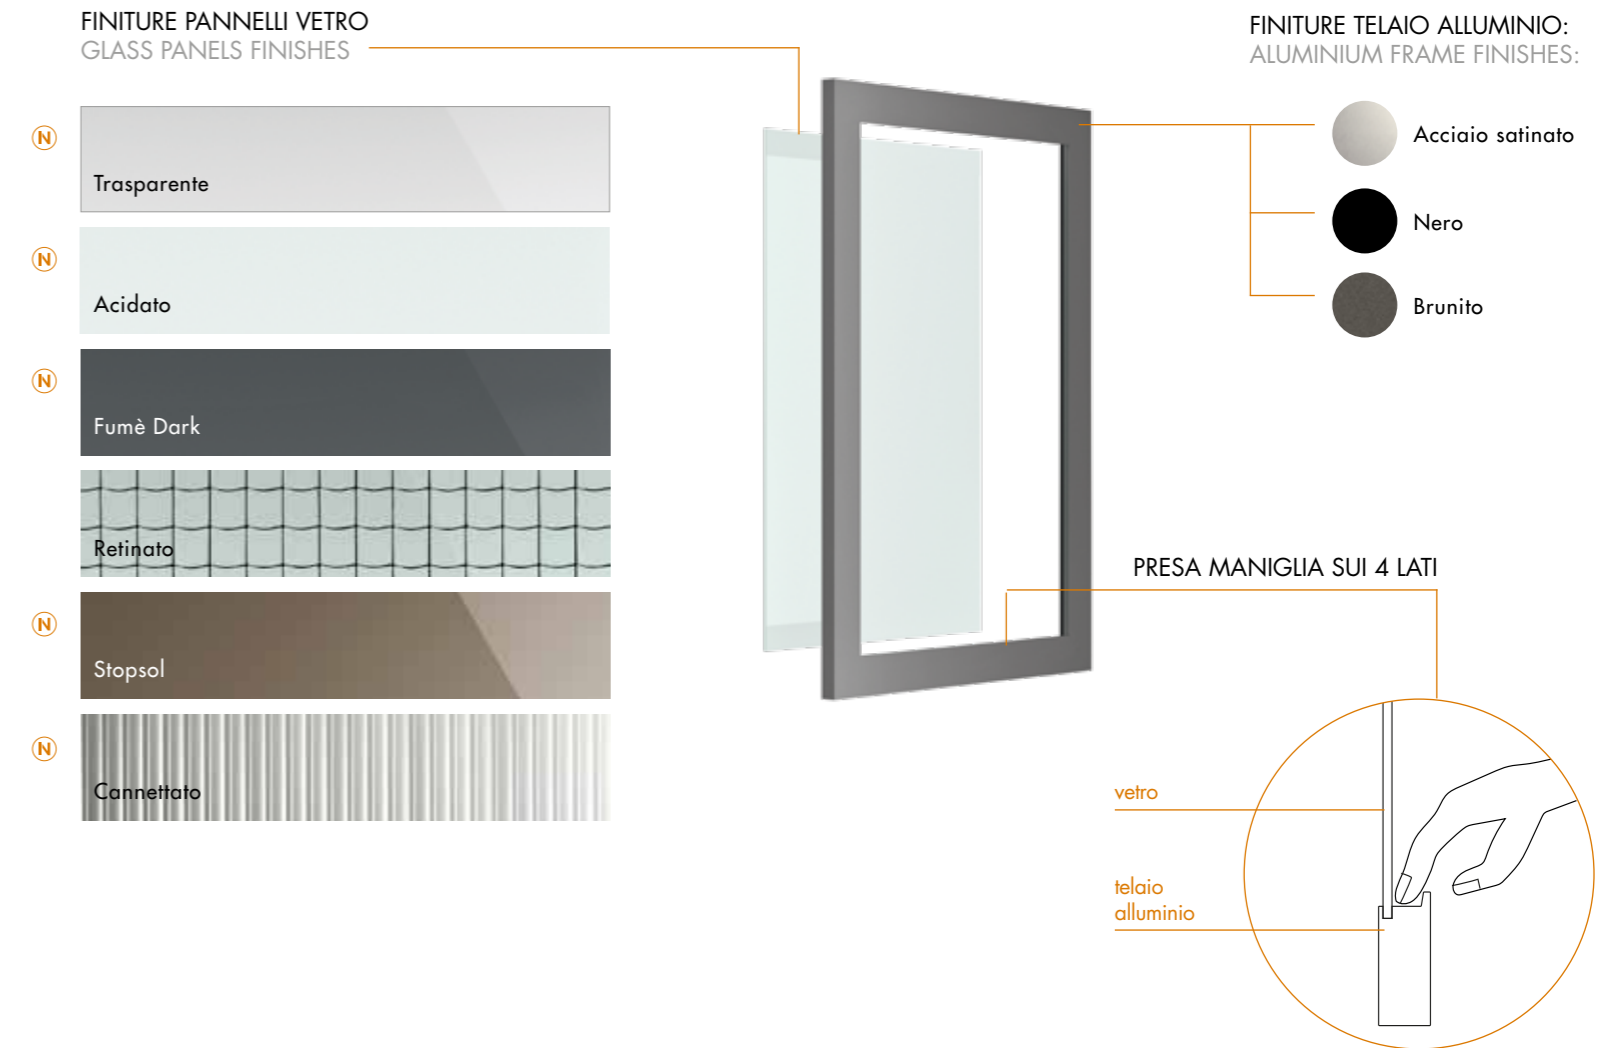 FINITURE PANNELLI VETRO
GLASS PANELS FINISHES
N
Trasparente
N
Acidato
N
Fumè Dark
Retinato
N
Stopsol
N
Cannettato
FINITURE TELAIO ALLUMINIO:
ALUMINIUM FRAME FINISHES:
Acciaio satinato
Nero
Brunito
PRESA MANIGLIA SUI 4 LATI
vetro
telaio
alluminio